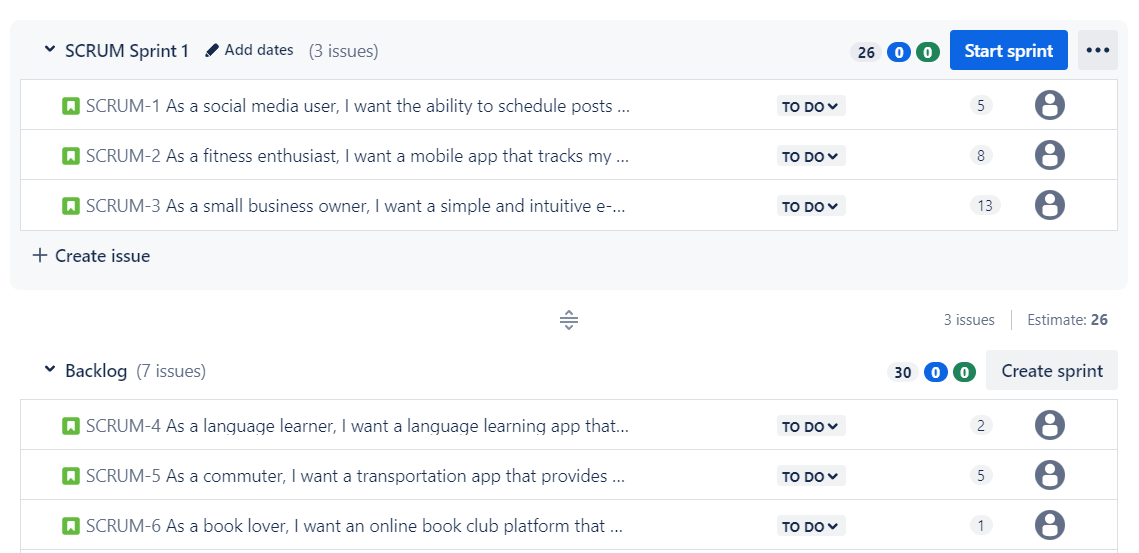 SCRUM Sprint 1 Add dates (3 issues) 26 0 0 Start sprint
SCRUM-1 As a social media user, I want the ability to schedule posts ... TO DO 5
SCRUM-2 As a fitness enthusiast, I want a mobile app that tracks my ... TO DO 8
SCRUM-3 As a small business owner, I want a simple and intuitive e-... TO DO 13
+ Create issue
3 issues Estimate: 26
Backlog (7 issues) 30 0 0 Create sprint
SCRUM-4 As a language learner, I want a language learning app that... TO DO 2
SCRUM-5 As a commuter, I want a transportation app that provides ... TO DO 5
SCRUM-6 As a book lover, I want an online book club platform that ... TO DO 1